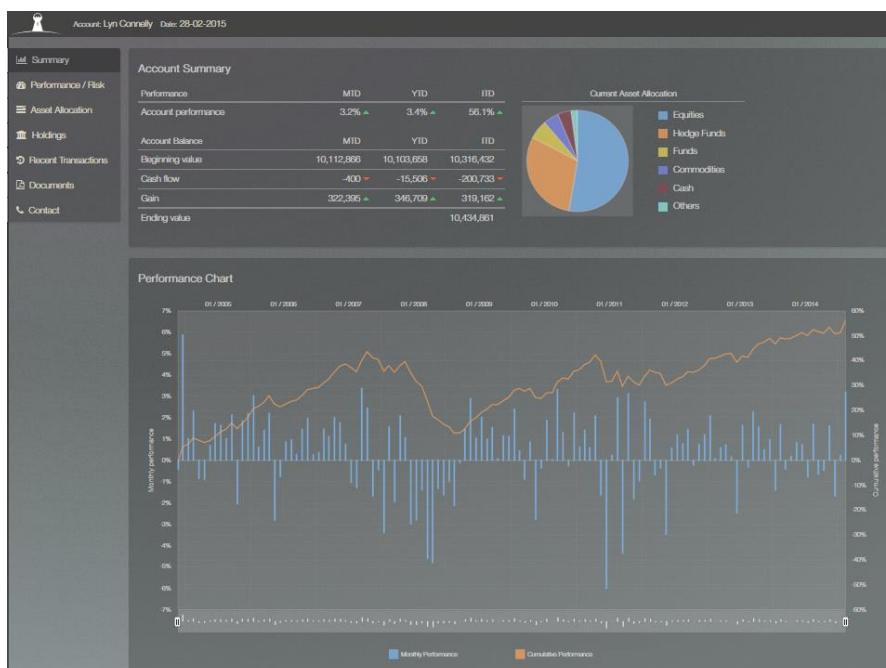 Account: Lyn Connelly Date: 28-02-2015
Summary
Performance / Risk
Asset Allocation
Holdings
Recent Transactions
Documents
Contact
Account Summary
Performance MTD YTD ITD
Account performance 3.2% 3.4% 56.1%
Account Balance MTD YTD ITD
Beginning value 10,112,866 10,103,658 10,316,432
Cash flow -400 -15,506 -200,733
Gain 322,395 346,709 319,162
Ending value 10,434,861
Current Asset Allocation
Equities
Hedge Funds
Funds
Commodities
Cash
Others
Performance Chart
01 / 2005 01 / 2006 01 / 2007 01 / 2008 01 / 2009 01 / 2010 01 / 2011 01 / 2012 01 / 2013 01 / 2014
7% 60%
6% 50%
5% 40%
4% 30%
3%
2% 20%
1% 10%
0% 0%
-1% -10%
-2% -20%
-3%
-4% -30%
-5% -40%
-6% -50%
-7% -60%
Monthly performance
Cumulative performance
Monthly Performance Cumulative Performance